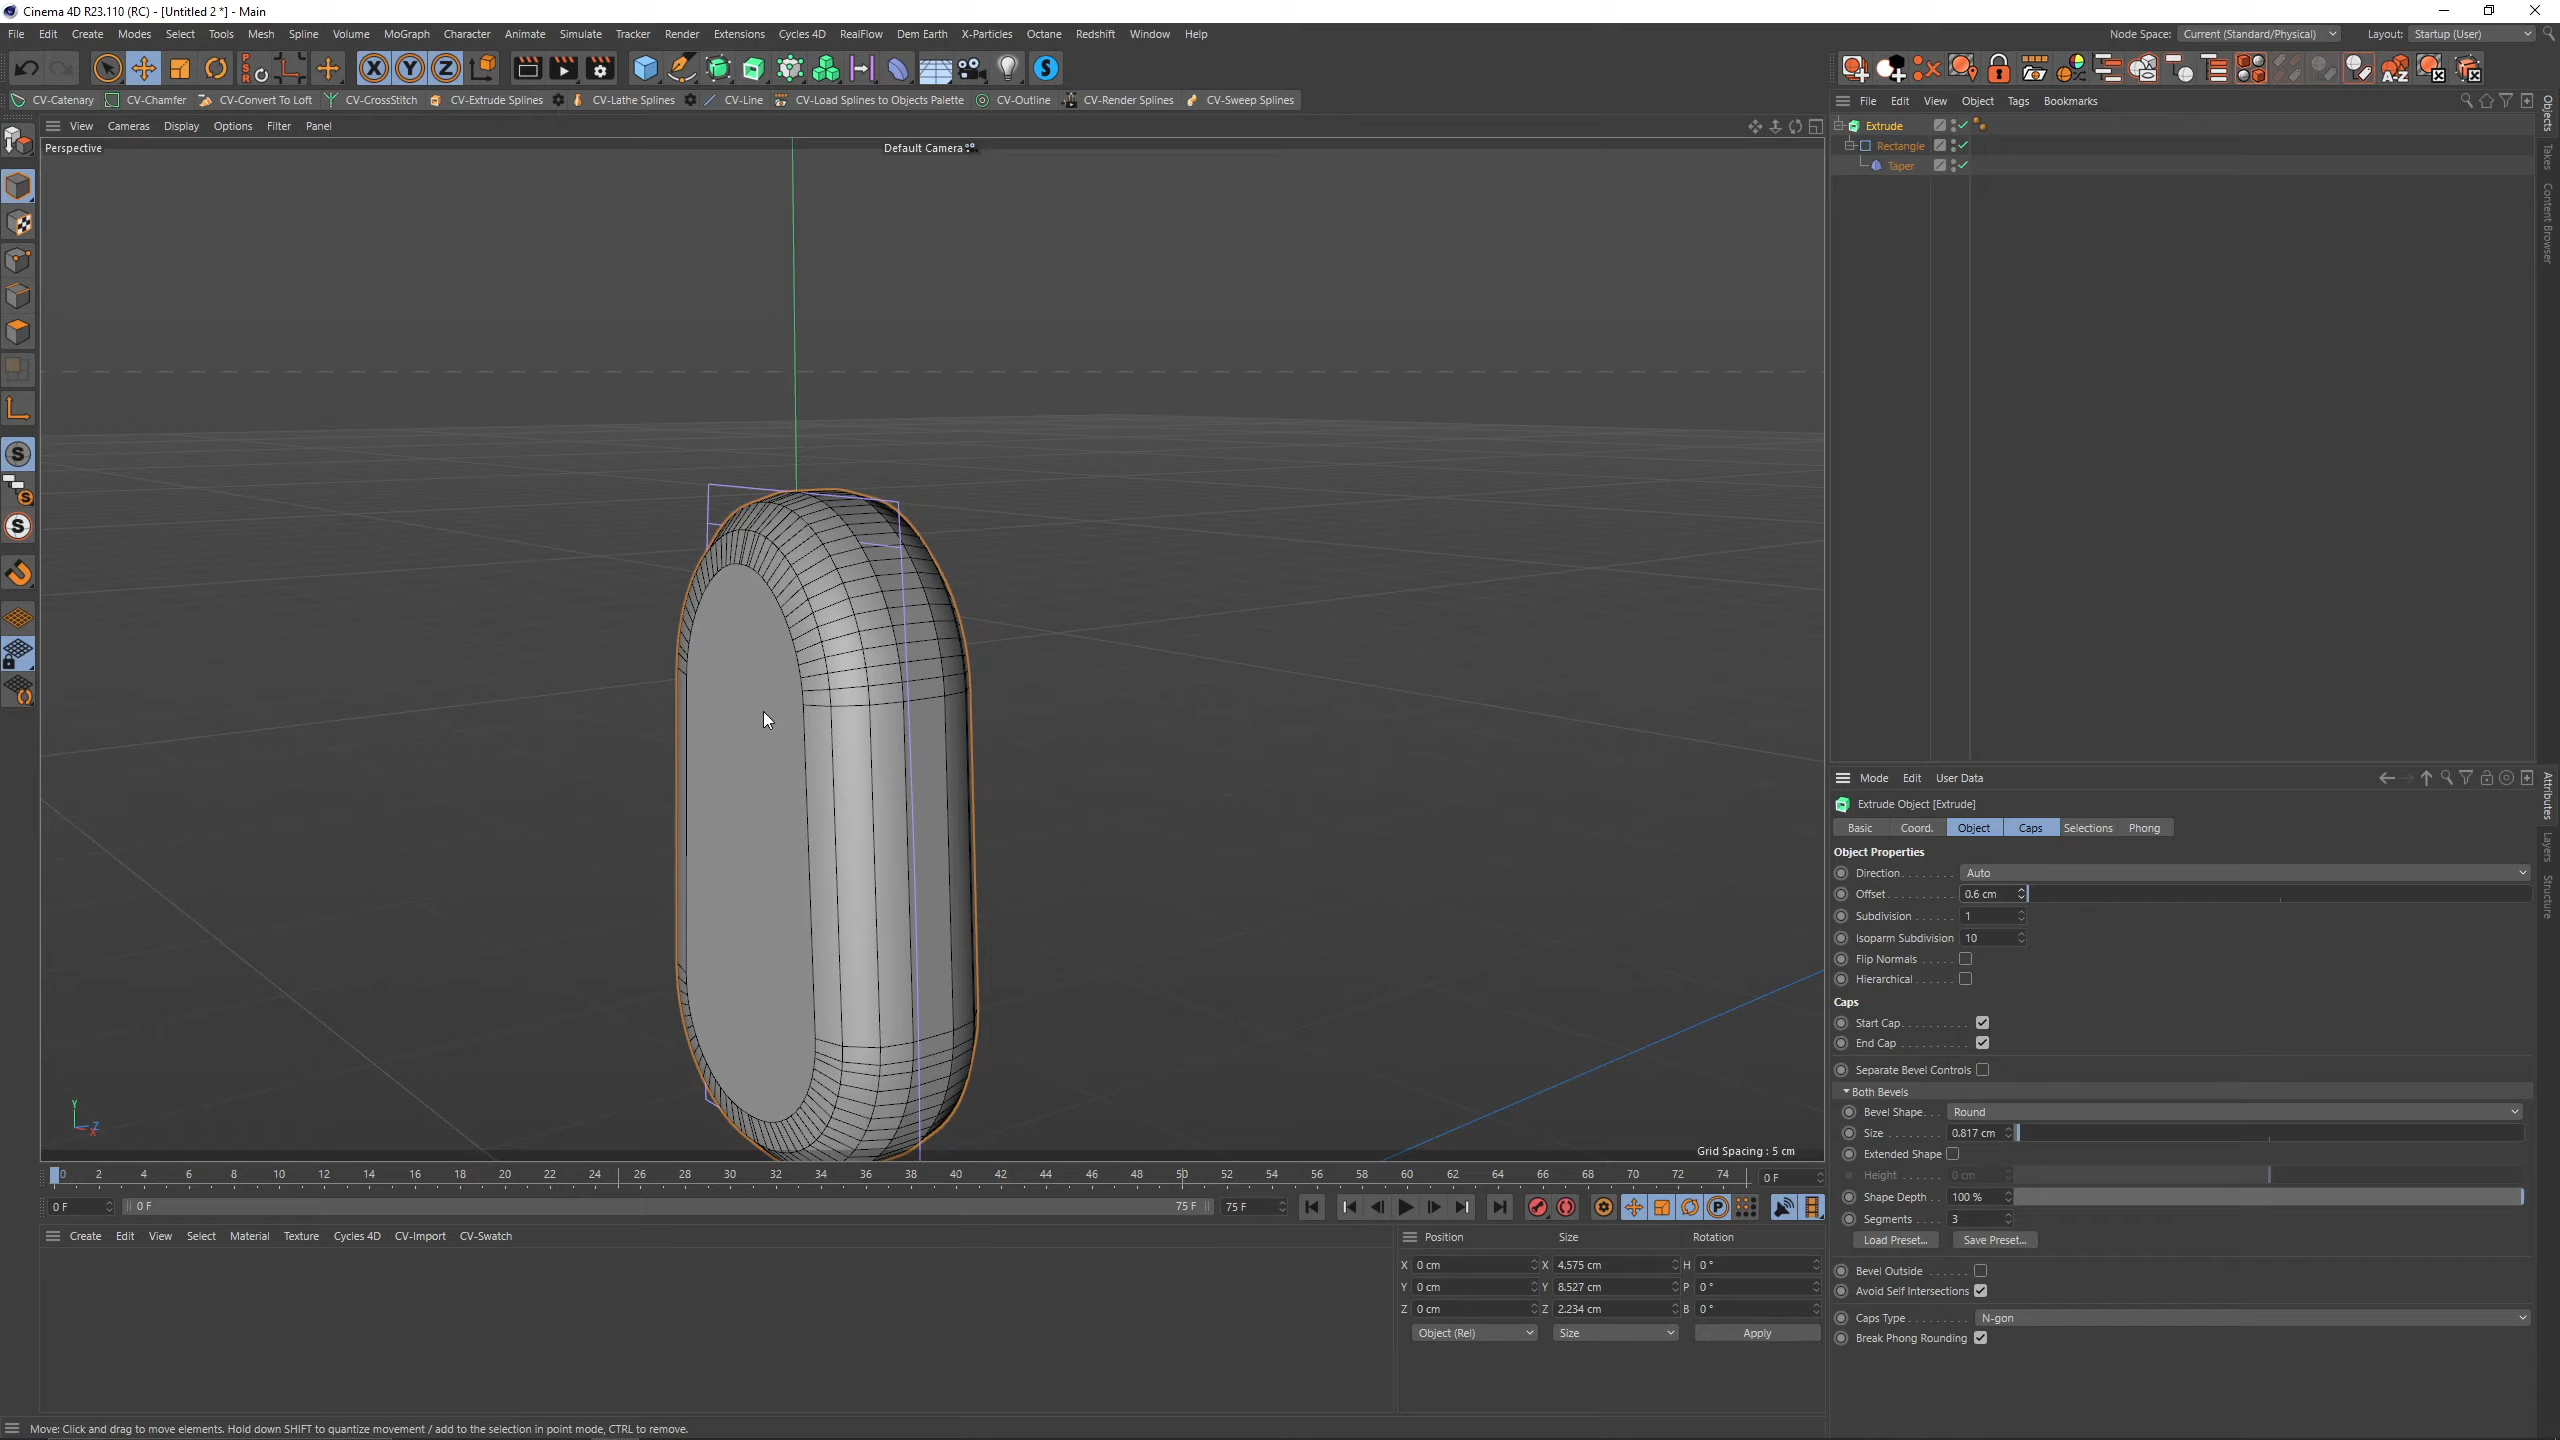 Cinema 4D R23.110 (RC) - [Untitled 2 *] - Main
File Edit Create Modes Select Tools Mesh Spline Volume MoGraph Character Animate Simulate Tracker Render Extensions Cycles 4D RealFlow Dem Earth X-Particles Octane Redshift Window Help
Node Space: Current (Standard/Physical) Layout: Startup (User)
P S R X Y Z S
CV-Catenary CV-Chamfer CV-Convert To Loft CV-CrossStitch CV-Extrude Splines CV-Lathe Splines CV-Line CV-Load Splines to Objects Palette CV-Outline CV-Render Splines CV-Sweep Splines
File Edit View Object Tags Bookmarks
View Cameras Display Options Filter Panel
Perspective
Default Camera
Extrude
Rectangle
Taper
Objects
Takes
Content Browser
Grid Spacing : 5 cm
Y Z X
Mode Edit User Data
Extrude Object [Extrude]
Basic Coord. Object Caps Selections Phong
Object Properties
Direction. . . . . . . . Auto
Offset. . . . . . . . . . 0.6 cm
Subdivision . . . . . . 1
Isoparm Subdivision 10
Flip Normals . . . . .
Hierarchical . . . . . .
Caps
Start Cap. . . . . . . . .
End Cap . . . . . . . . . .
Separate Bevel Controls
Both Bevels
Bevel Shape. . . Round
Size . . . . . . . . 0.817 cm
Extended Shape
Height . . . . . . 0 cm
Shape Depth . . 100 %
Segments . . . . 3
Load Preset... Save Preset...
Bevel Outside . . . . . .
Avoid Self Intersections
Caps Type . . . . . . . . . N-gon
Break Phong Rounding
Attributes
Layers
Structure
0 2 4 6 8 10 12 14 16 18 20 22 24 26 28 30 32 34 36 38 40 42 44 46 48 50 52 54 56 58 60 62 64 66 68 70 72 74 0 F
0 F 0 F 75 F 75 F P
Create Edit View Select Material Texture Cycles 4D CV-Import CV-Swatch
Position Size Rotation
X 0 cm X 4.575 cm H 0 °
Y 0 cm Y 8.527 cm P 0 °
Z 0 cm Z 2.234 cm B 0 °
Object (Rel) Size Apply
Move: Click and drag to move elements. Hold down SHIFT to quantize movement / add to the selection in point mode, CTRL to remove.